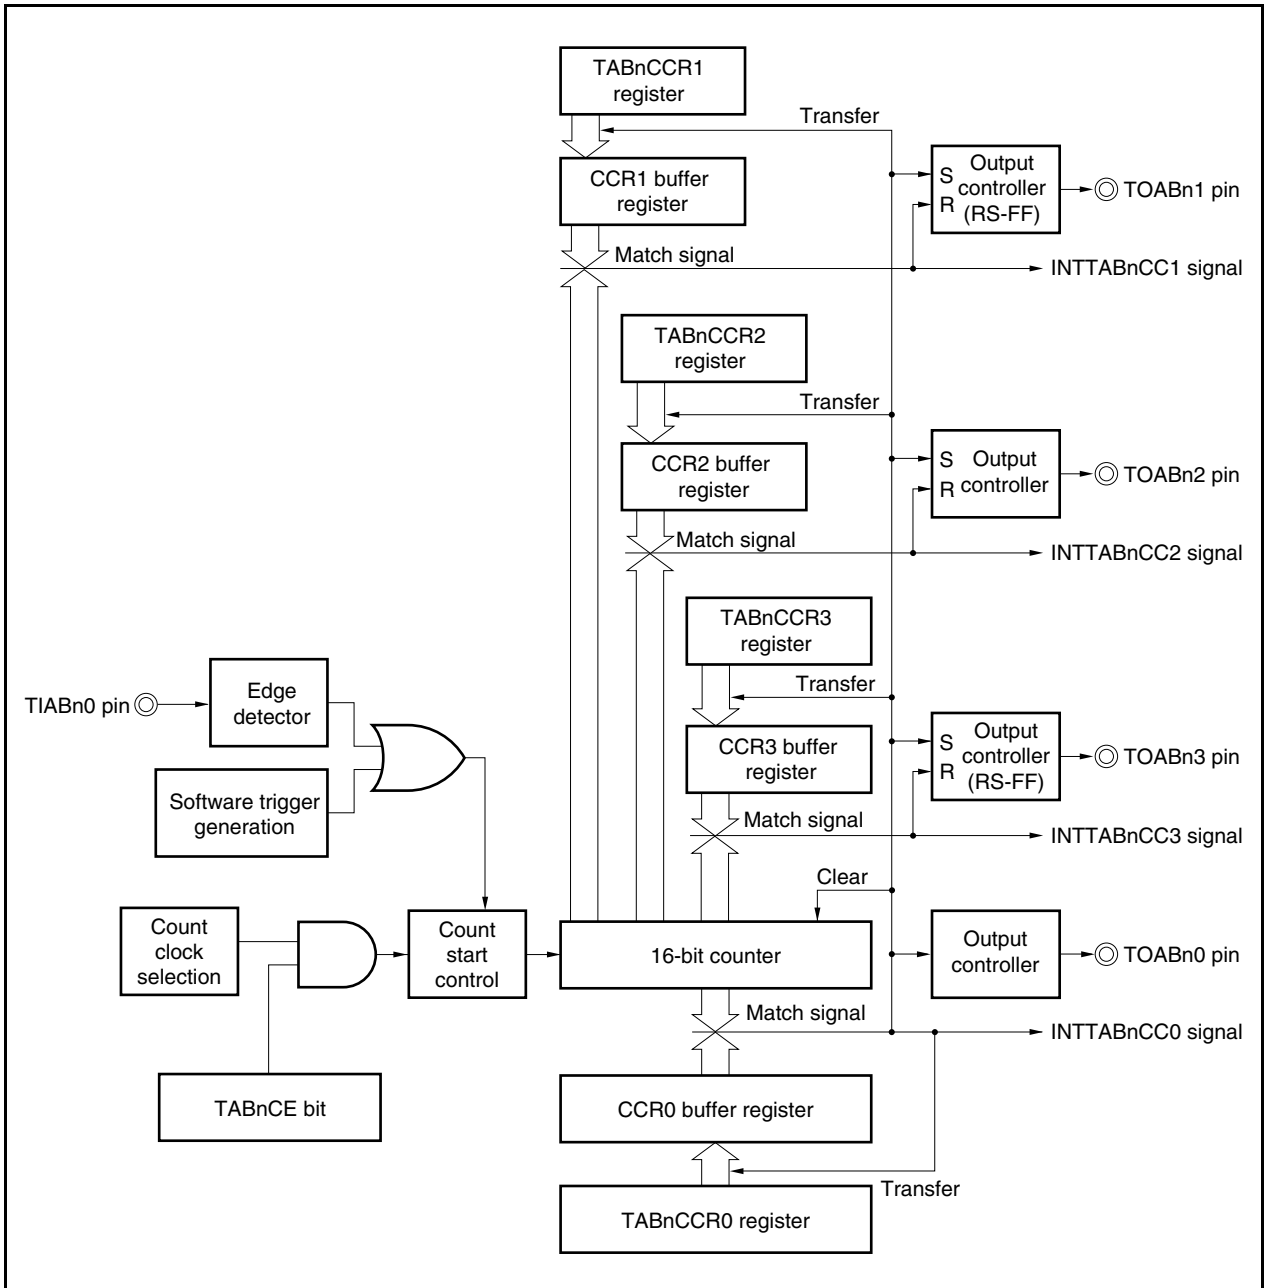 TABnCCR1
register
Transfer
CCR1 buffer
register
S
R
Output
controller
(RS-FF)
TOABn1 pin
Match signal
INTTABnCC1 signal
TABnCCR2
register
Transfer
CCR2 buffer
register
S
R
Output
controller
TOABn2 pin
Match signal
INTTABnCC2 signal
TABnCCR3
register
Transfer
CCR3 buffer
register
S
R
Output
controller
(RS-FF)
TOABn3 pin
Match signal
INTTABnCC3 signal
TIABn0 pin
Edge
detector
Software trigger
generation
Clear
Count
clock
selection
Count
start
control
16-bit counter
Output
controller
TOABn0 pin
Match signal
INTTABnCC0 signal
TABnCE bit
CCR0 buffer register
Transfer
TABnCCR0 register